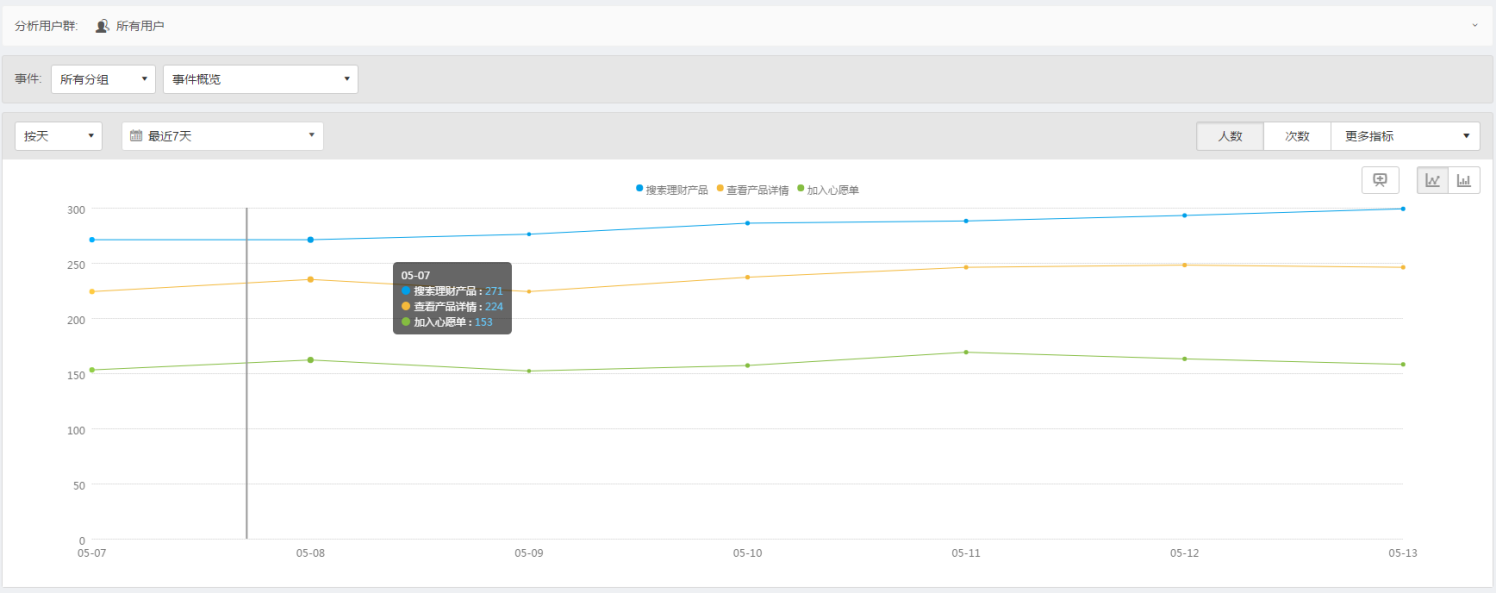 分析用户群: 所有用户
事件: 所有分组 事件概览
按天 最近7天 人数 次数 更多指标
搜索理财产品 查看产品详情 加入心愿单
300
250
200
150
100
50
0
05-07
搜索理财产品 : 271
查看产品详情 : 224
加入心愿单 : 153
05-07 05-08 05-09 05-10 05-11 05-12 05-13